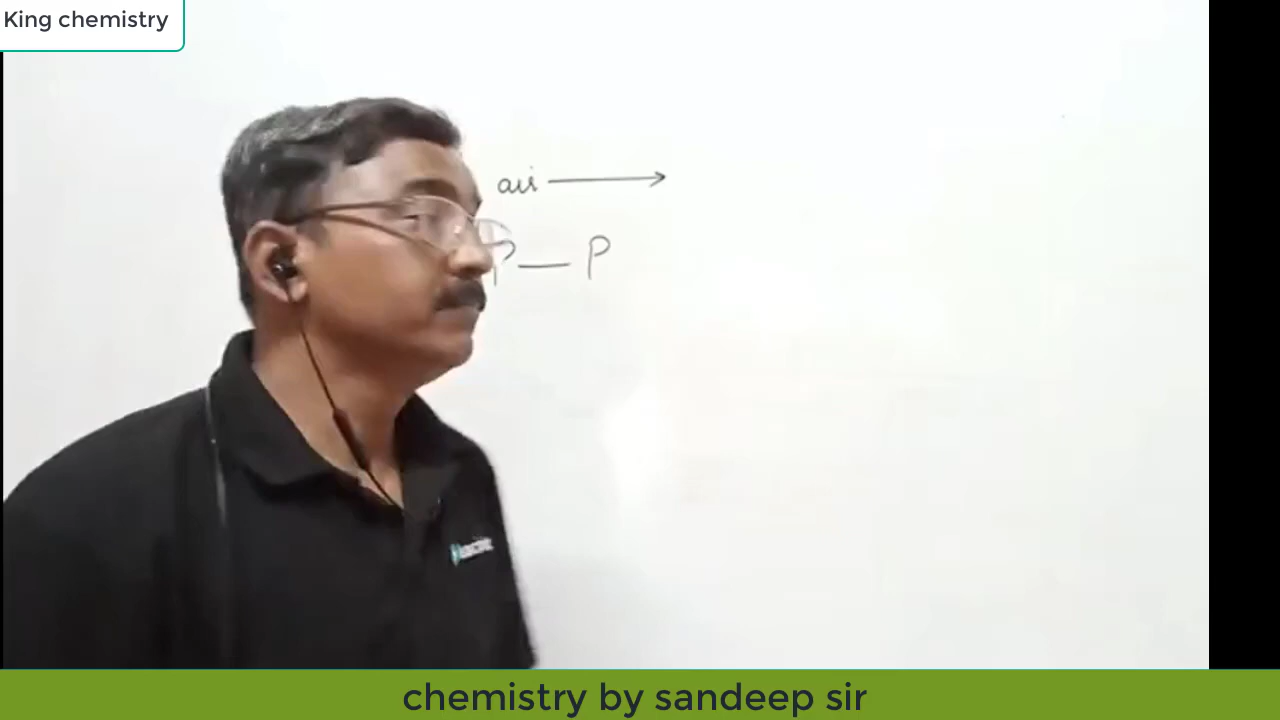 King chemistry
air ⟶
P — P
chemistry by sandeep sir